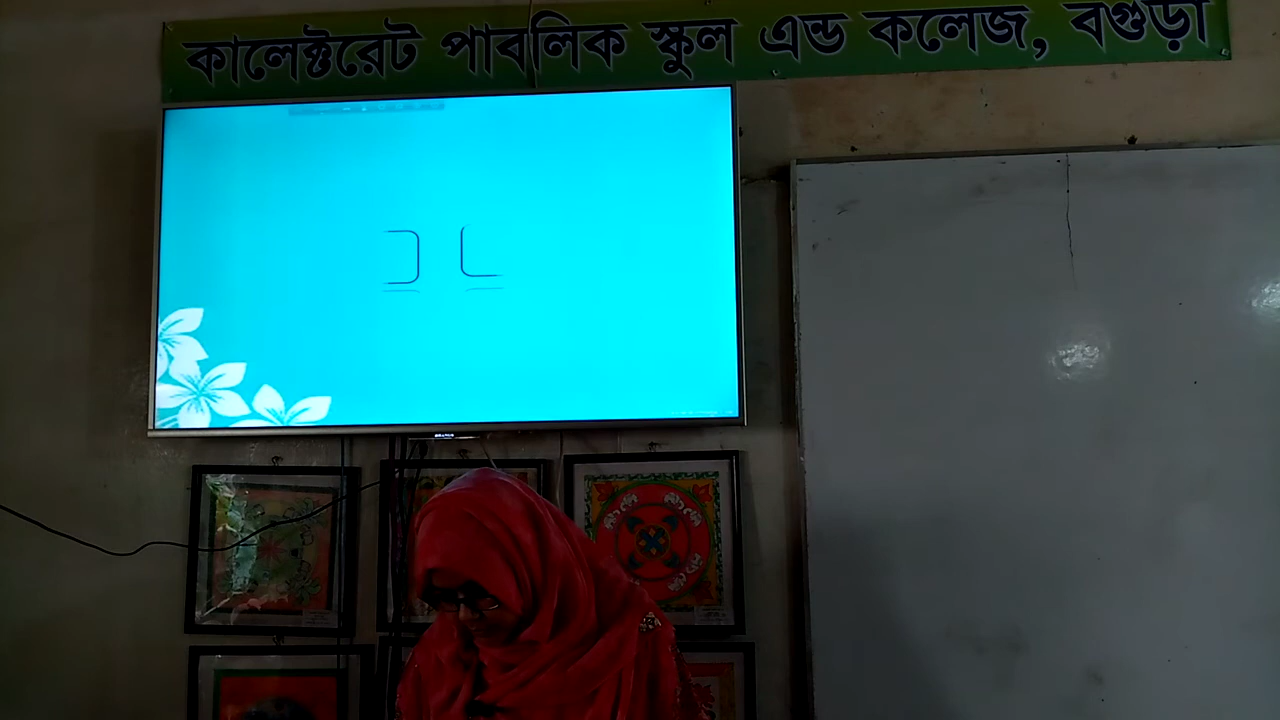 কালেক্টরেট পাবলিক স্কুল এন্ড কলেজ, বগুড়া